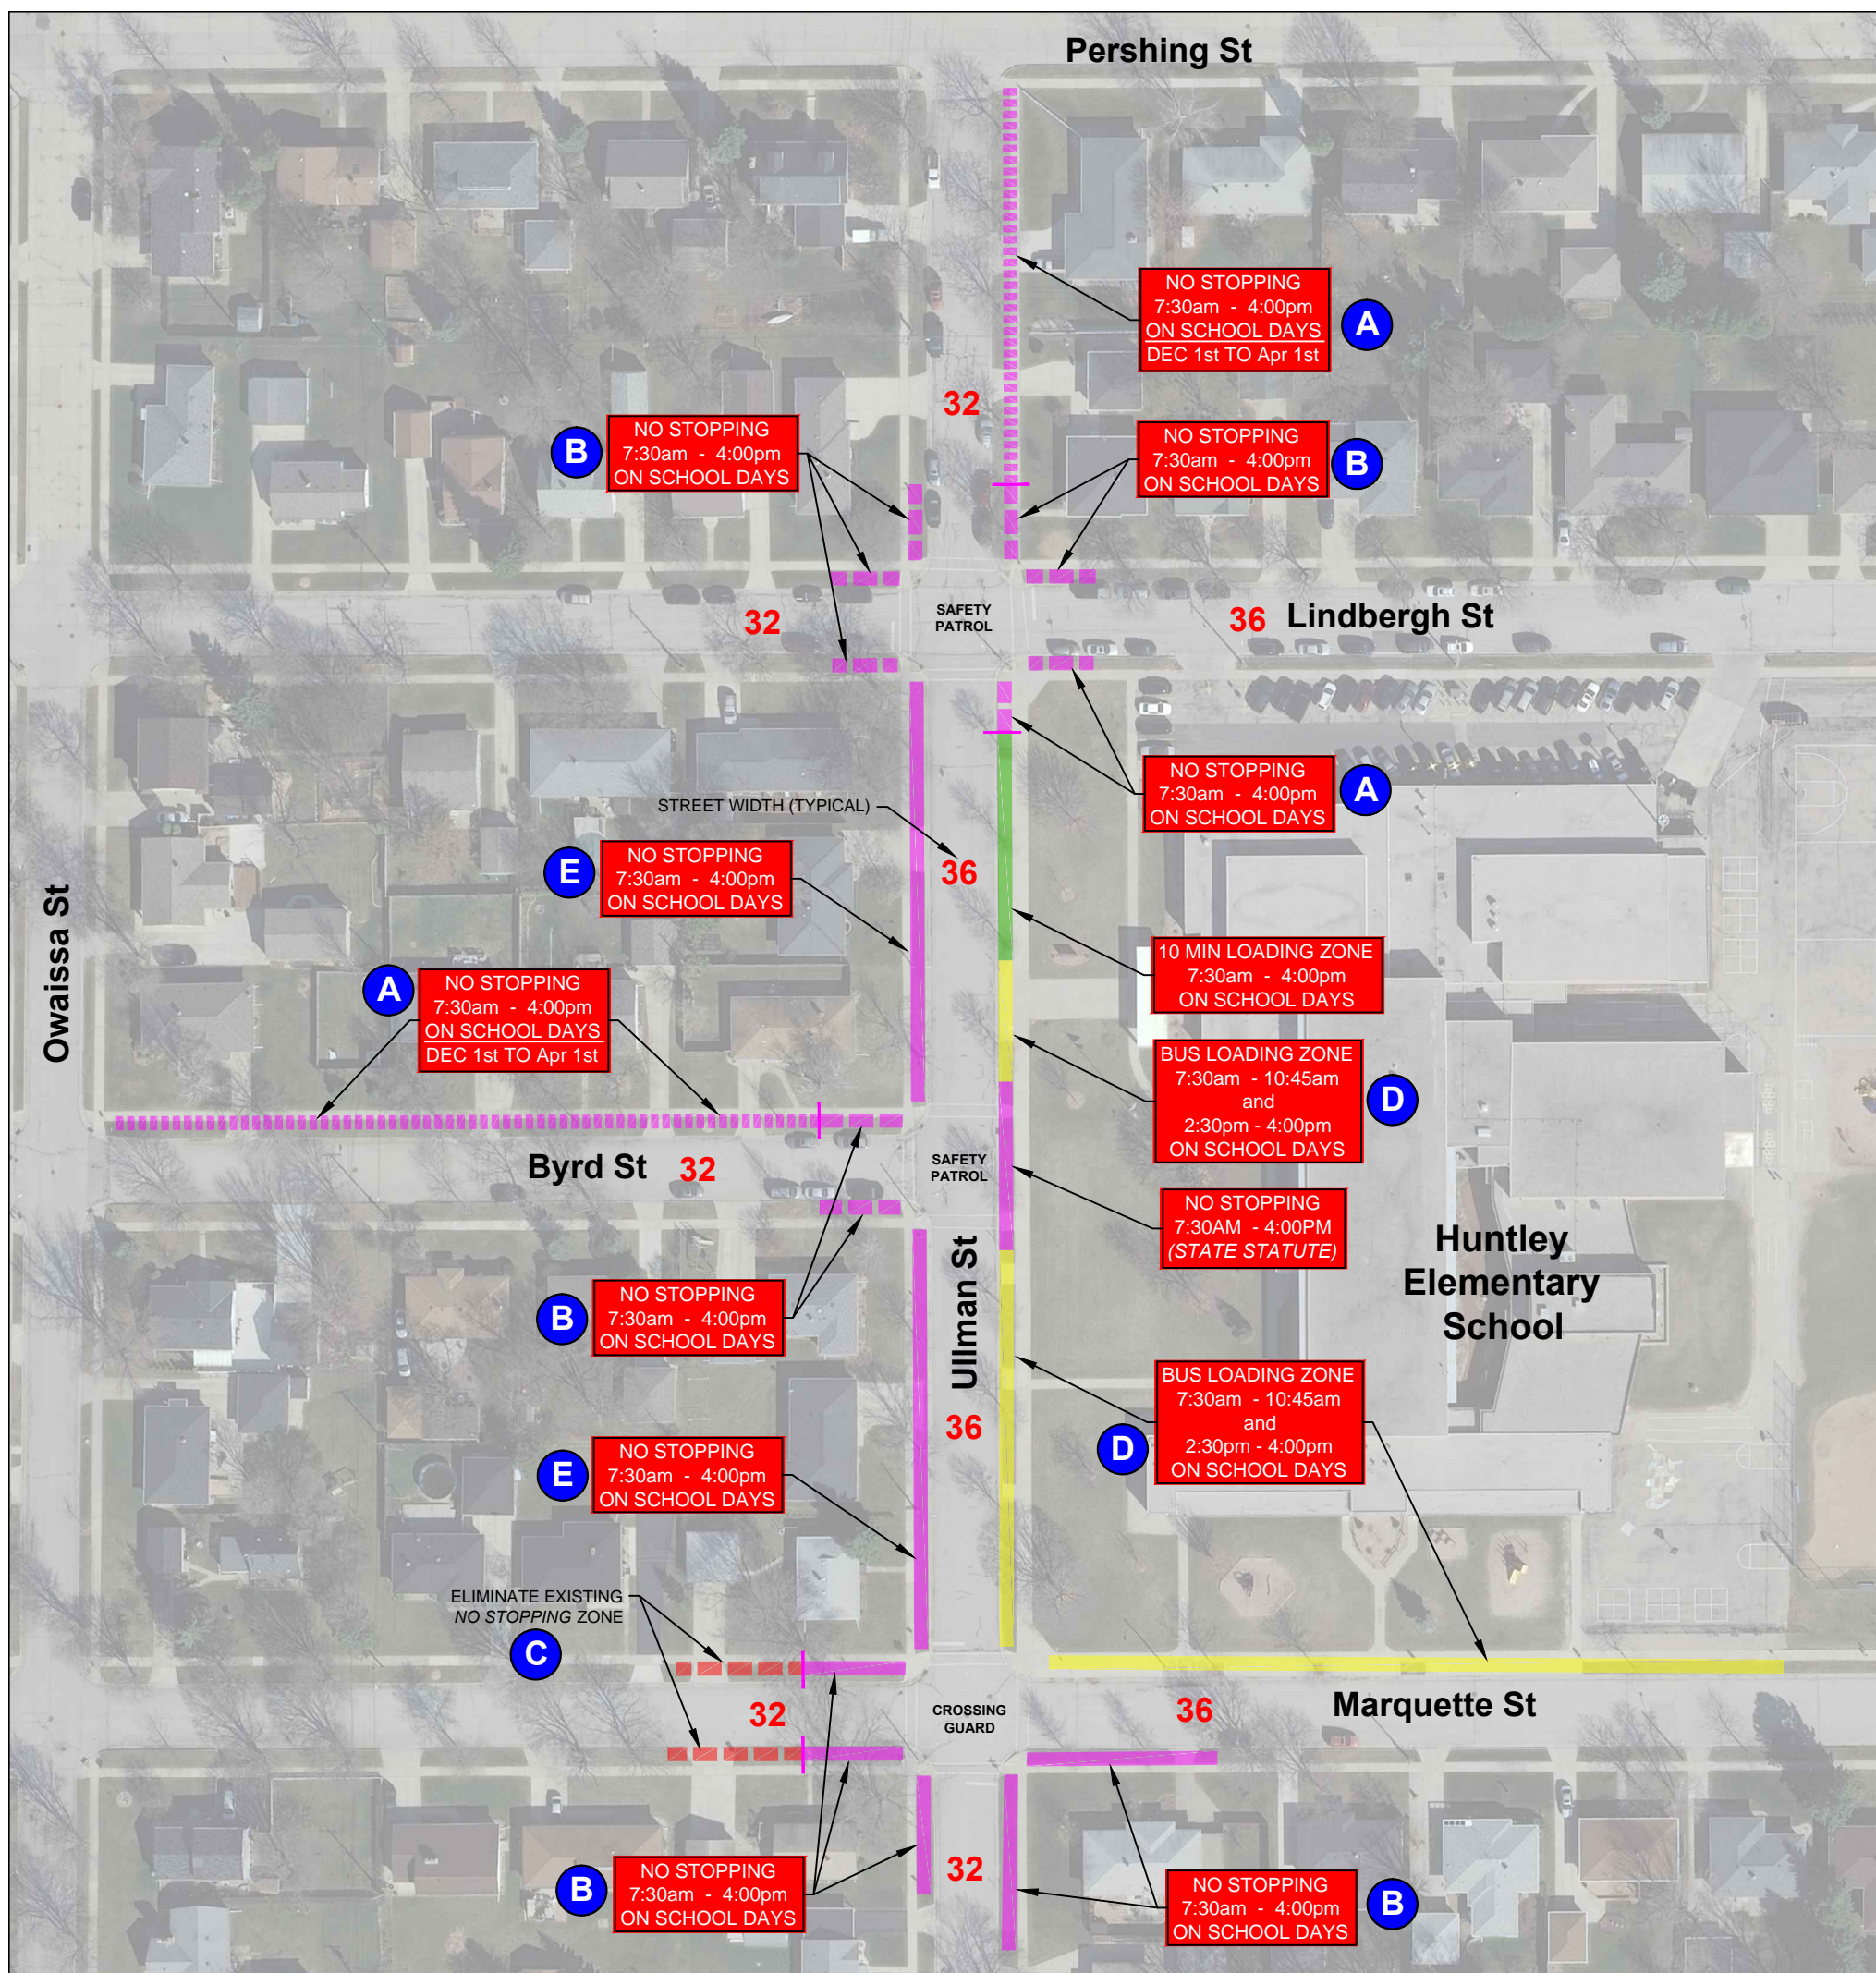 Pershing St
NO STOPPING
7:30am - 4:00pm
ON SCHOOL DAYS
DEC 1st TO Apr 1st
A
32
B
NO STOPPING
7:30am - 4:00pm
ON SCHOOL DAYS
NO STOPPING
7:30am - 4:00pm
ON SCHOOL DAYS
B
32
SAFETY
PATROL
36 Lindbergh St
NO STOPPING
7:30am - 4:00pm
ON SCHOOL DAYS
A
STREET WIDTH (TYPICAL)
36
E
NO STOPPING
7:30am - 4:00pm
ON SCHOOL DAYS
Owaissa St
10 MIN LOADING ZONE
7:30am - 4:00pm
ON SCHOOL DAYS
A
NO STOPPING
7:30am - 4:00pm
ON SCHOOL DAYS
DEC 1st TO Apr 1st
BUS LOADING ZONE
7:30am - 10:45am
and
2:30pm - 4:00pm
ON SCHOOL DAYS
D
Byrd St 32
SAFETY
PATROL
NO STOPPING
7:30AM - 4:00PM
(STATE STATUTE)
Huntley
Elementary
School
Ullman St
B
NO STOPPING
7:30am - 4:00pm
ON SCHOOL DAYS
36
BUS LOADING ZONE
7:30am - 10:45am
and
2:30pm - 4:00pm
ON SCHOOL DAYS
D
E
NO STOPPING
7:30am - 4:00pm
ON SCHOOL DAYS
ELIMINATE EXISTING
NO STOPPING ZONE
C
32
CROSSING
GUARD
36
Marquette St
B
NO STOPPING
7:30am - 4:00pm
ON SCHOOL DAYS
32
NO STOPPING
7:30am - 4:00pm
ON SCHOOL DAYS
B